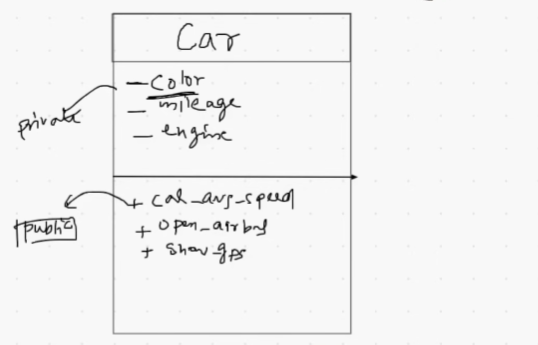 Car
- Color
- mileage
- engine
private
+ cal_avg_speed
+ open_airbag
+ show_gps
public